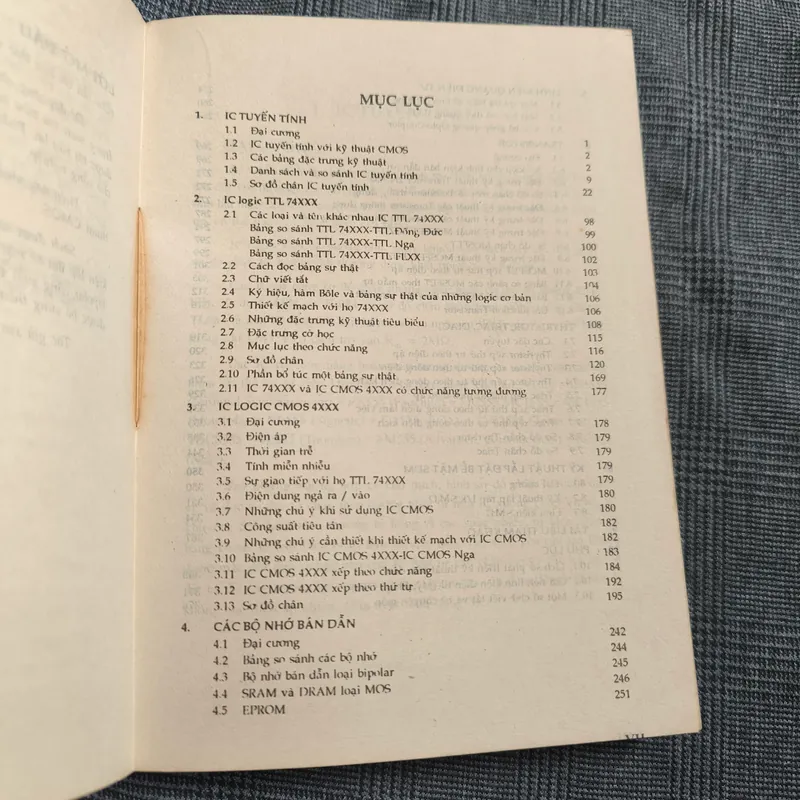 MỤC LỤC
1. IC TUYẾN TÍNH
1.1 Đại cương 1
1.2 IC tuyến tính với kỹ thuật CMOS 2
1.3 Các bảng đặc trưng kỹ thuật 2
1.4 Danh sách và so sánh IC tuyến tính 9
1.5 Sơ đồ chân IC tuyến tính 22
2. IC logic TTL 74XXX
2.1 Các loại và tên khác nhau IC TTL 74XXX 98
Bảng so sánh TTL 74XXX-TTL Đông Đức 99
Bảng so sánh TTL 74XXX-TTL Nga 100
Bảng so sánh TTL 74XXX-TTL FLXX 102
2.2 Cách đọc bảng sự thật 103
2.3 Chữ viết tắt 104
2.4 Ký hiệu, hàm Bôle và bảng sự thật của những logic cơ bản 106
2.5 Thiết kế mạch với họ 74XXX 106
2.6 Những đặc trưng kỹ thuật tiêu biểu 108
2.7 Đặc trưng cơ học 115
2.8 Mục lục theo chức năng 116
2.9 Sơ đồ chân 120
2.10 Phần bổ túc một bảng sự thật 169
2.11 IC 74XXX và IC CMOS 4XXX có chức năng tương đương 177
3. IC LOGIC CMOS 4XXX
3.1 Đại cương 178
3.2 Điện áp 179
3.3 Thời gian trễ 179
3.4 Tính miễn nhiễu 179
3.5 Sự giao tiếp với họ TTL 74XXX 179
3.6 Điện dung ngả ra / vào 180
3.7 Những chú ý khi sử dụng IC CMOS 180
3.8 Công suất tiêu tán 182
3.9 Những chú ý cần thiết khi thiết kế mạch với IC CMOS 182
3.10 Bảng so sánh IC CMOS 4XXX-IC CMOS Nga 183
3.11 IC CMOS 4XXX xếp theo chức năng 184
3.12 IC CMOS 4XXX xếp theo thứ tự 192
3.13 Sơ đồ chân 195
4. CÁC BỘ NHỚ BÁN DẪN
4.1 Đại cương 242
4.2 Bảng so sánh các bộ nhớ 244
4.3 Bộ nhớ bán dẫn loại bipolar 245
4.4 SRAM và DRAM loại MOS 246
4.5 EPROM 251